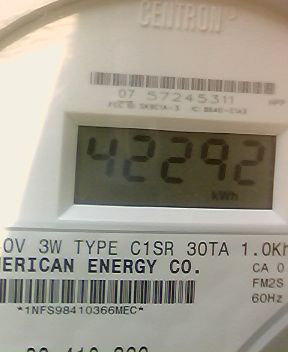 CENTRON®
07 57245311
42292
kWh
0V 3W TYPE C1SR 30TA 1.0Kh
ERICAN ENERGY CO.
CA 0
FM2S
60Hz
*1NFS98410366MEC*